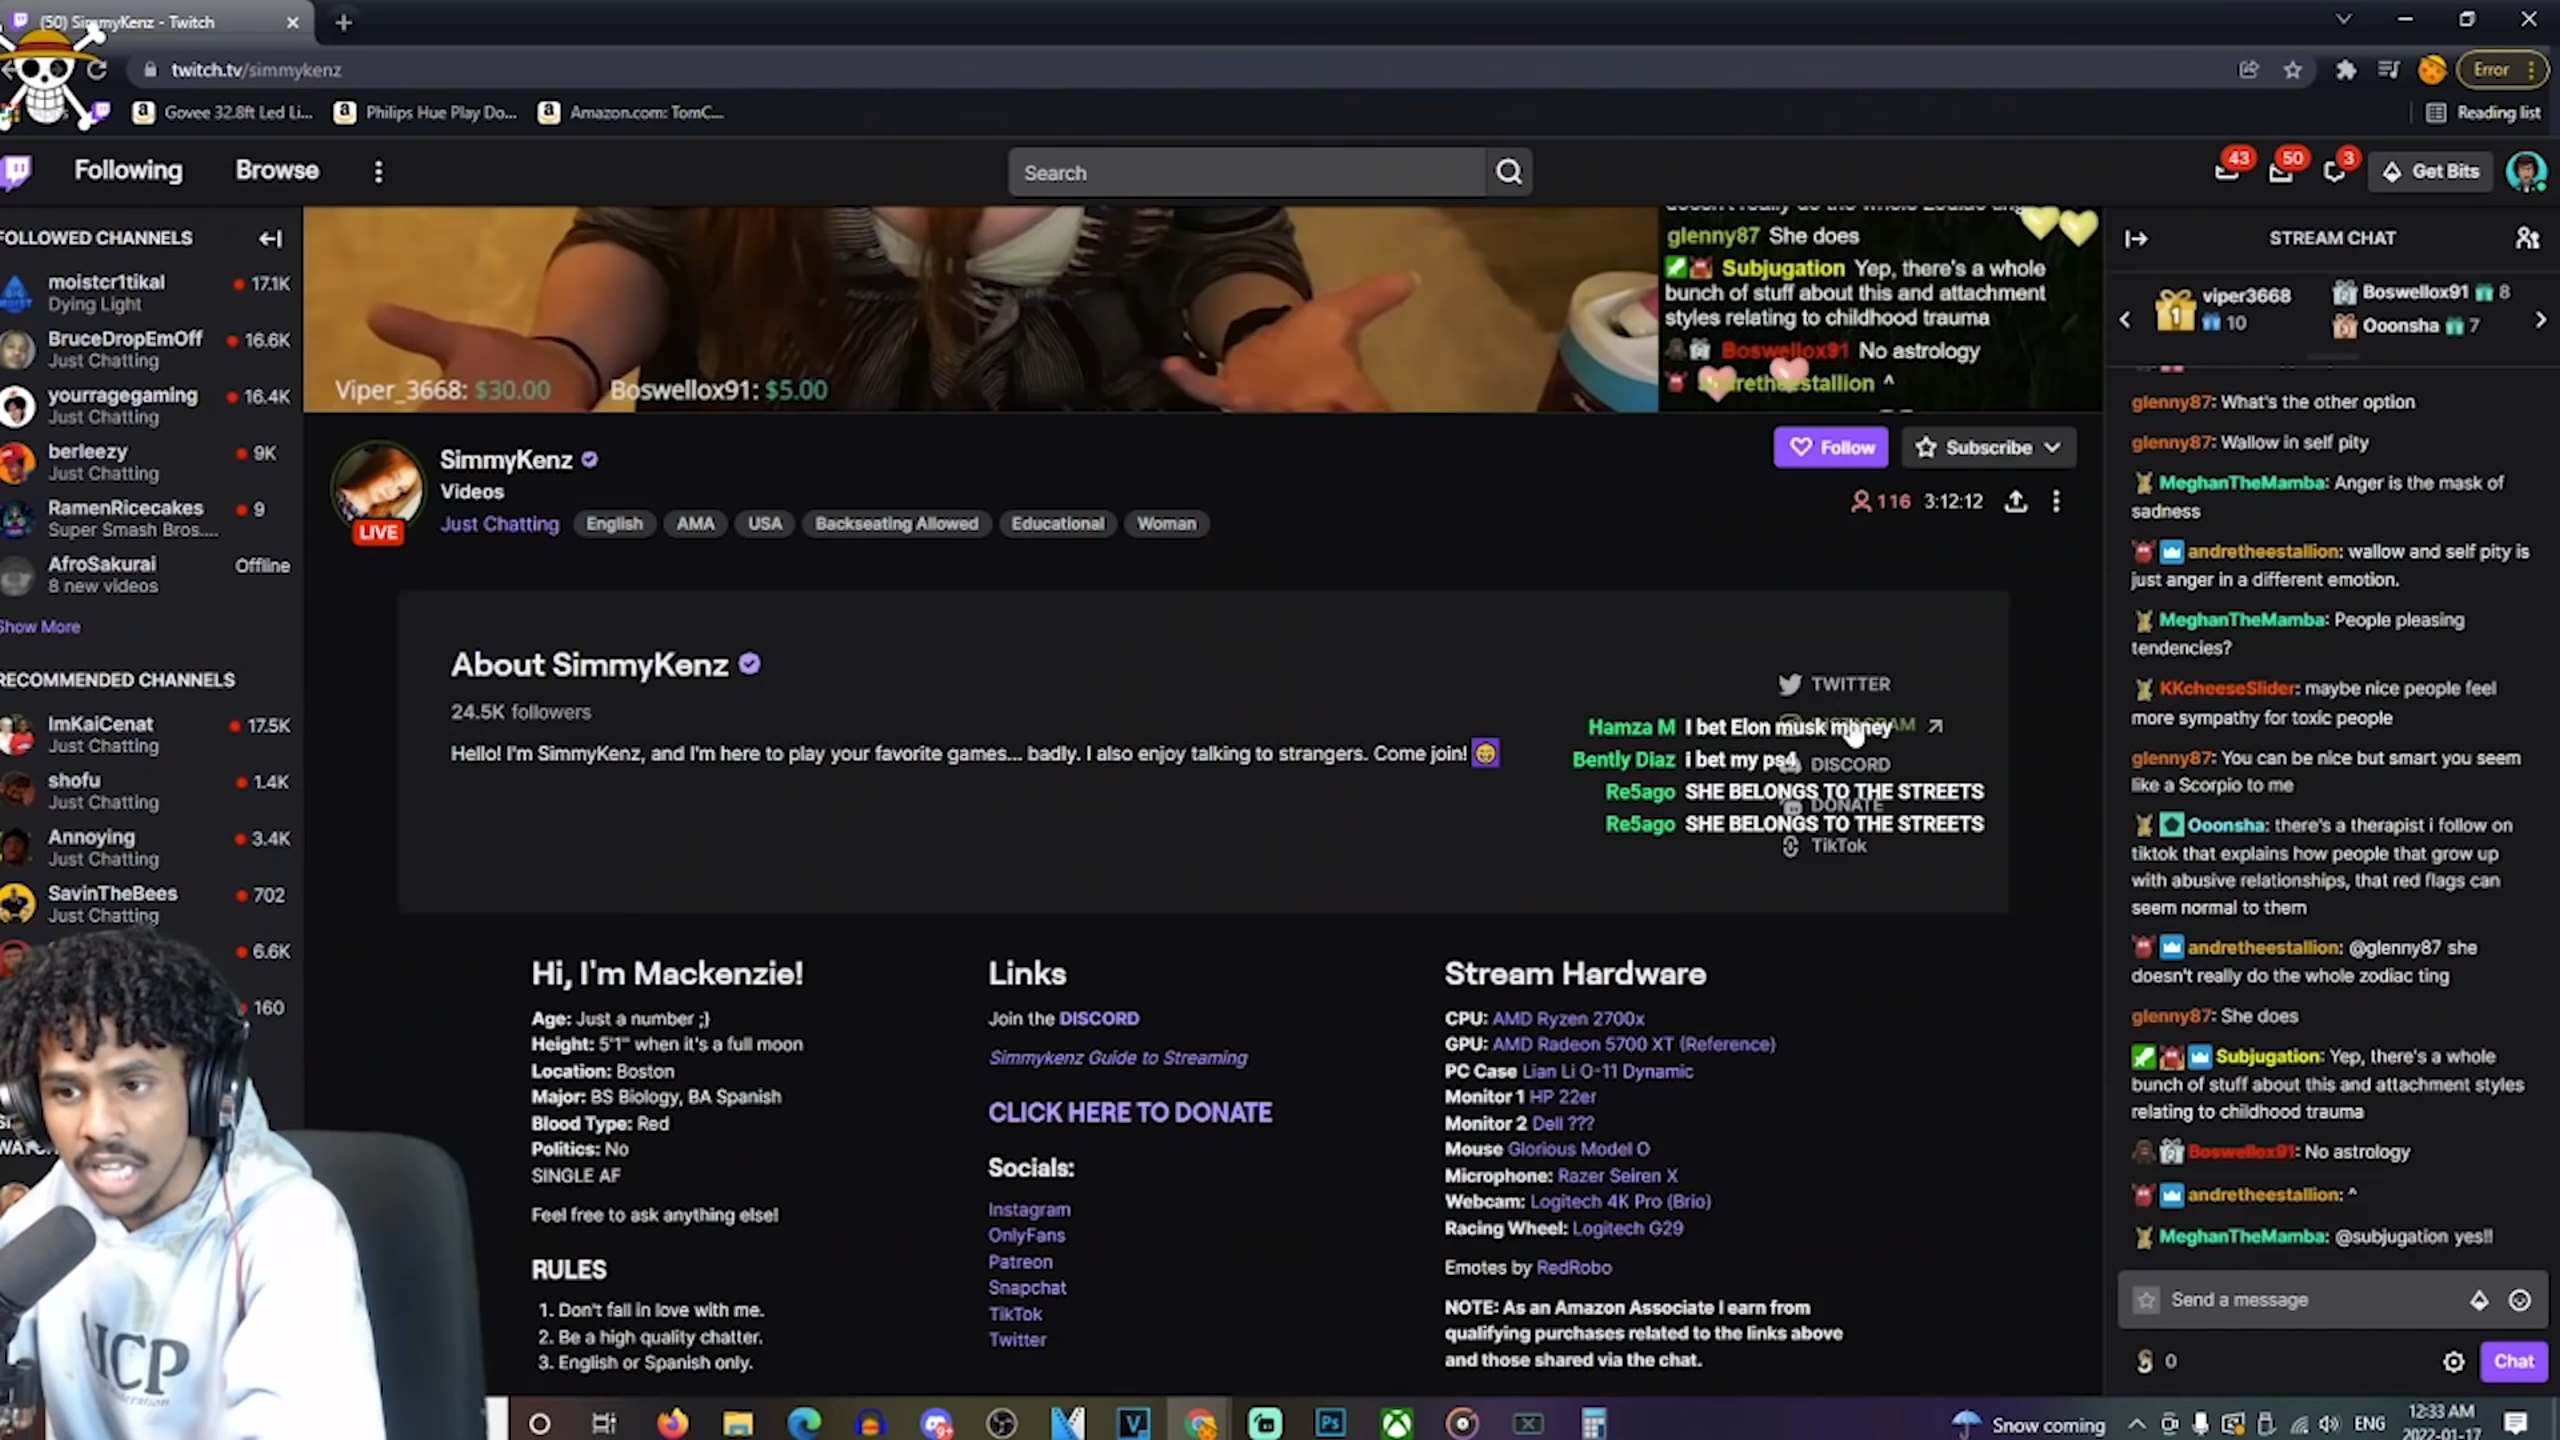 (50) SimmyKenz - Twitch
twitch.tv/simmykenz
Error
Govee 32.8ft Led Li...
Philips Hue Play Do...
Amazon.com: TomC...
Reading list
Following
Browse
Search
43
50
3
Get Bits
FOLLOWED CHANNELS
moistcr1tikal
17.1K
Dying Light
BruceDropEmOff
16.6K
Just Chatting
yourragegaming
16.4K
Just Chatting
berleezy
9K
Just Chatting
RamenRicecakes
9
Super Smash Bros....
AfroSakurai
Offline
8 new videos
Show More
RECOMMENDED CHANNELS
ImKaiCenat
17.5K
Just Chatting
shofu
1.4K
Just Chatting
Annoying
3.4K
Just Chatting
SavinTheBees
702
Just Chatting
6.6K
160
glenny87 She does
Subjugation Yep, there's a whole
bunch of stuff about this and attachment
styles relating to childhood trauma
Boswellox91 No astrology
andretheestallion ^
Viper_3668: $30.00
Boswellox91: $5.00
SimmyKenz
Videos
LIVE
Just Chatting
English
AMA
USA
Backseating Allowed
Educational
Woman
Follow
Subscribe
116
3:12:12
About SimmyKenz
24.5K followers
Hello! I'm SimmyKenz, and I'm here to play your favorite games... badly. I also enjoy talking to strangers. Come join!
TWITTER
INSTAGRAM
DISCORD
DONATE
TikTok
Hamza M I bet Elon musk money
Bently Diaz i bet my ps4
Re5ago SHE BELONGS TO THE STREETS
Re5ago SHE BELONGS TO THE STREETS
Hi, I'm Mackenzie!
Age: Just a number ;}
Height: 5'1" when it's a full moon
Location: Boston
Major: BS Biology, BA Spanish
Blood Type: Red
Politics: No
SINGLE AF
Feel free to ask anything else!
RULES
1. Don't fall in love with me.
2. Be a high quality chatter.
3. English or Spanish only.
Links
Join the DISCORD
Simmykenz Guide to Streaming
CLICK HERE TO DONATE
Socials:
Instagram
OnlyFans
Patreon
Snapchat
TikTok
Twitter
Stream Hardware
CPU: AMD Ryzen 2700x
GPU: AMD Radeon 5700 XT (Reference)
PC Case Lian Li O-11 Dynamic
Monitor 1 HP 22er
Monitor 2 Dell ???
Mouse Glorious Model O
Microphone: Razer Seiren X
Webcam: Logitech 4K Pro (Brio)
Racing Wheel: Logitech G29
Emotes by RedRobo
NOTE: As an Amazon Associate I earn from
qualifying purchases related to the links above
and those shared via the chat.
STREAM CHAT
1
viper3668
10
Boswellox91 8
Ooonsha 7
glenny87: What's the other option
glenny87: Wallow in self pity
MeghanTheMamba: Anger is the mask of
sadness
andretheestallion: wallow and self pity is
just anger in a different emotion.
MeghanTheMamba: People pleasing
tendencies?
KKcheeseSlider: maybe nice people feel
more sympathy for toxic people
glenny87: You can be nice but smart you seem
like a Scorpio to me
Ooonsha: there's a therapist i follow on
tiktok that explains how people that grow up
with abusive relationships, that red flags can
seem normal to them
andretheestallion: @glenny87 she
doesn't really do the whole zodiac ting
glenny87: She does
Subjugation: Yep, there's a whole
bunch of stuff about this and attachment styles
relating to childhood trauma
Boswellox91: No astrology
andretheestallion: ^
MeghanTheMamba: @subjugation yes!!
Send a message
0
Chat
Snow coming
ENG
12:33 AM
2022-01-17